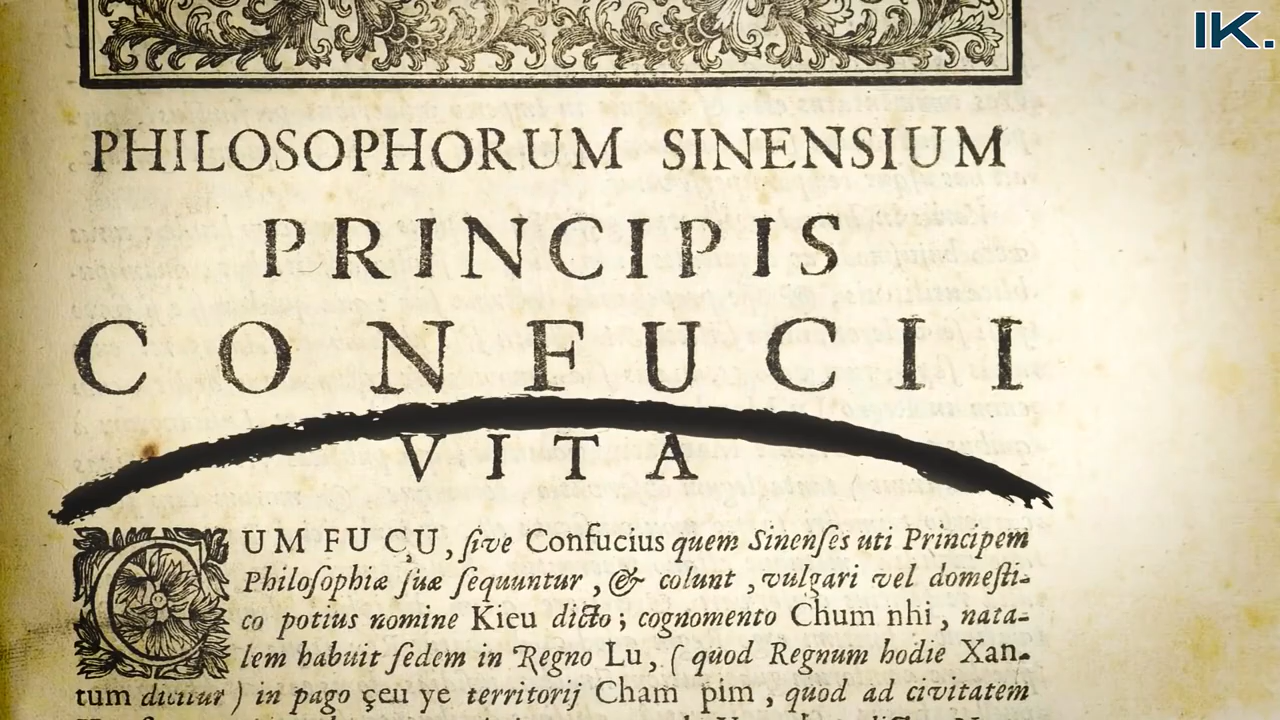 IK.
PHILOSOPHORUM SINENSIUM
PRINCIPIS
CONFUCII
VITA
CUM FU ÇU, ſive Confucius quem Sinenſes uti Principem
Philoſophiæ ſuæ ſequuntur, & colunt, vulgari vel domeſti-
co potius nomine Kieu dicto; cognomento Chum nhi, nata-
lem habuit ſedem in Regno Lu, (quod Regnum hodie Xan-
tum dicitur) in pago çeu ye territorij Cham pim, quod ad civitatem